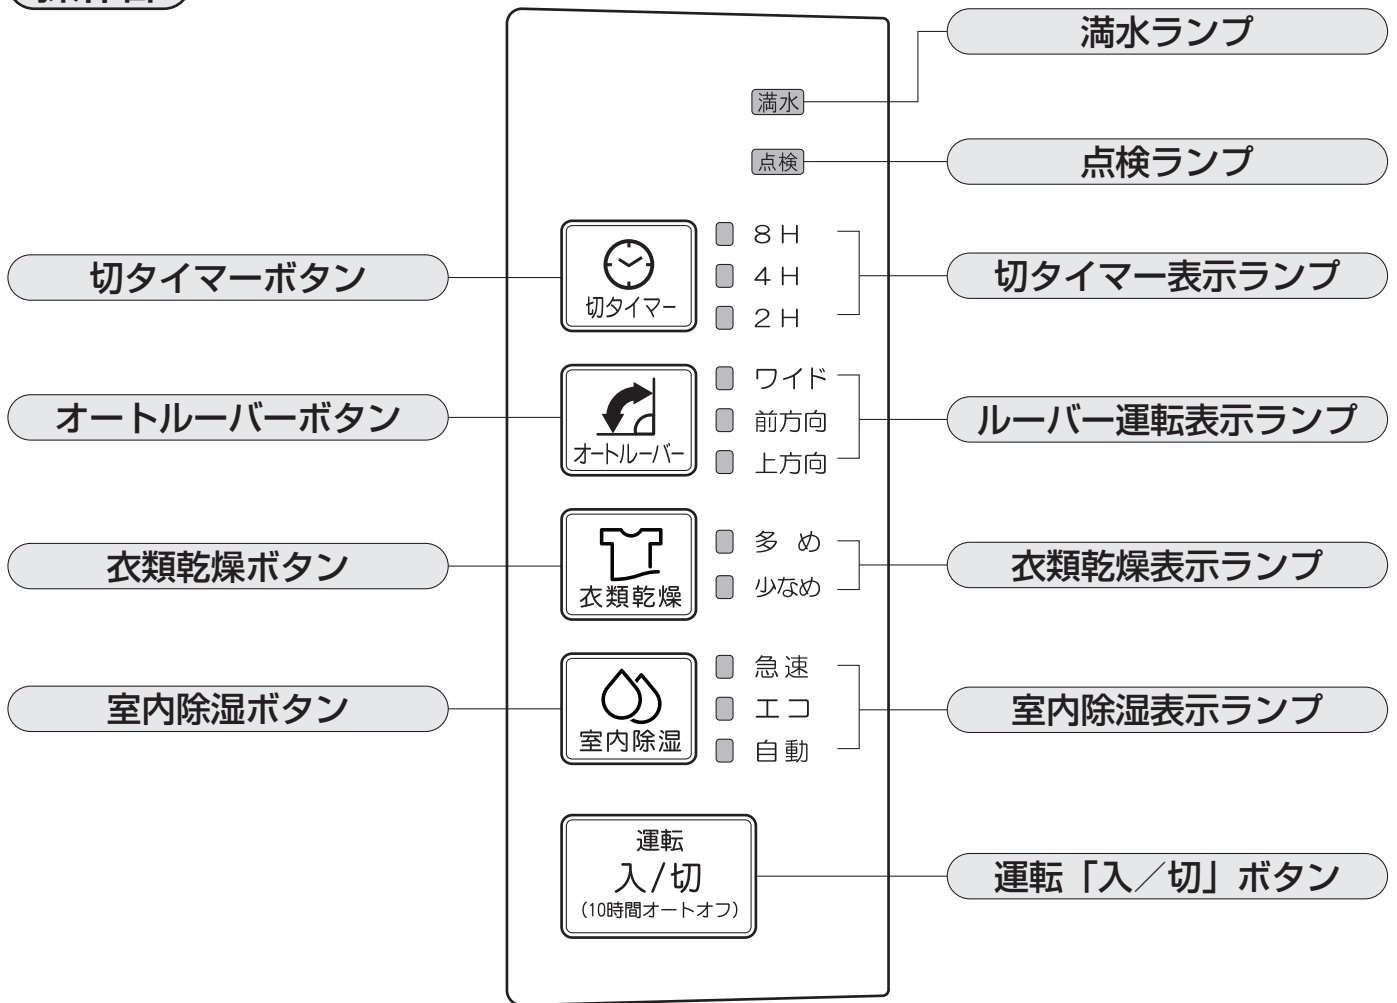 満水ランプ
満水
点検
点検ランプ
切タイマーボタン
切タイマー
8H
4H
2H
切タイマー表示ランプ
オートルーバーボタン
オートルーバー
ワイド
前方向
上方向
ルーバー運転表示ランプ
衣類乾燥ボタン
衣類乾燥
多め
少なめ
衣類乾燥表示ランプ
室内除湿ボタン
室内除湿
急速
エコ
自動
室内除湿表示ランプ
運転
入/切
(10時間オートオフ)
運転「入／切」ボタン